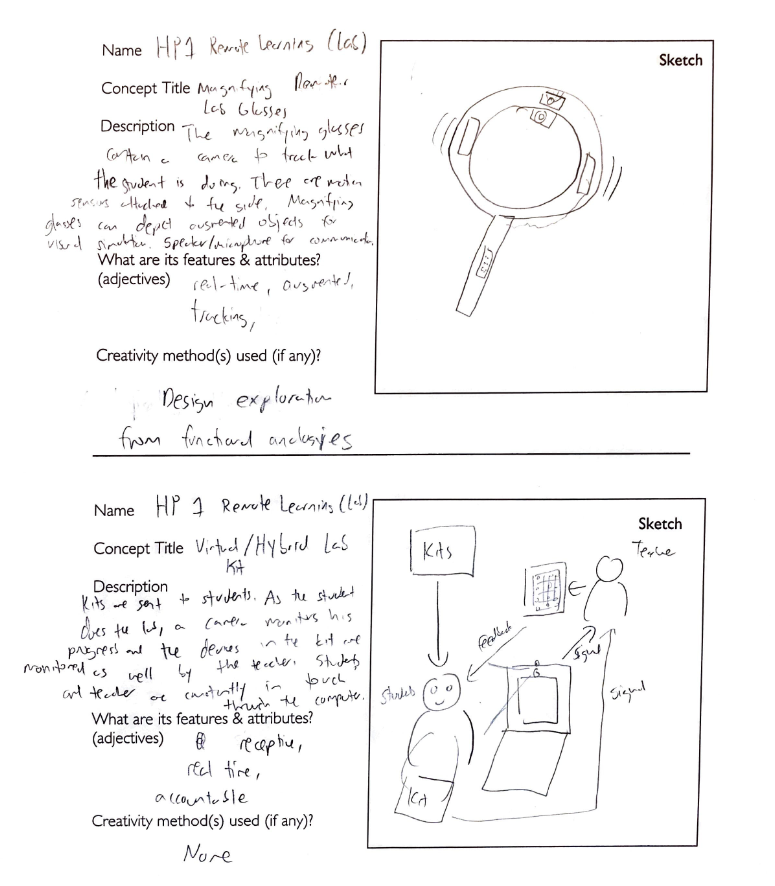 Name HP1 Remote Learning (Lab)
Sketch
Concept Title Magnifying Remote
Lab Glasses
Description The magnifying glasses
contain a camera to track what
the student is doing. There are motion
sensors attached to the side. Magnifying
glasses can depict augmented objects for
visual simulation. Speaker/microphone for communication.
What are its features & attributes?
(adjectives) real-time, augmented,
tracking,
Creativity method(s) used (if any)?
Design exploration
from functional analogies
Name HP 1 Remote Learning (Lab)
Sketch
Concept Title Virtual/Hybrid Lab
Kit
Description
Kits are sent to students. As the student
does the lab, a camera monitors his
progress and the devices in the kit are
monitored as well by the teacher. Students
and teacher are constantly in touch
through the computer.
What are its features & attributes?
(adjectives) receptive,
real time,
accountable
Creativity method(s) used (if any)?
None
Kits
Teacher
feedback
Signal
Students
Signal
Kit